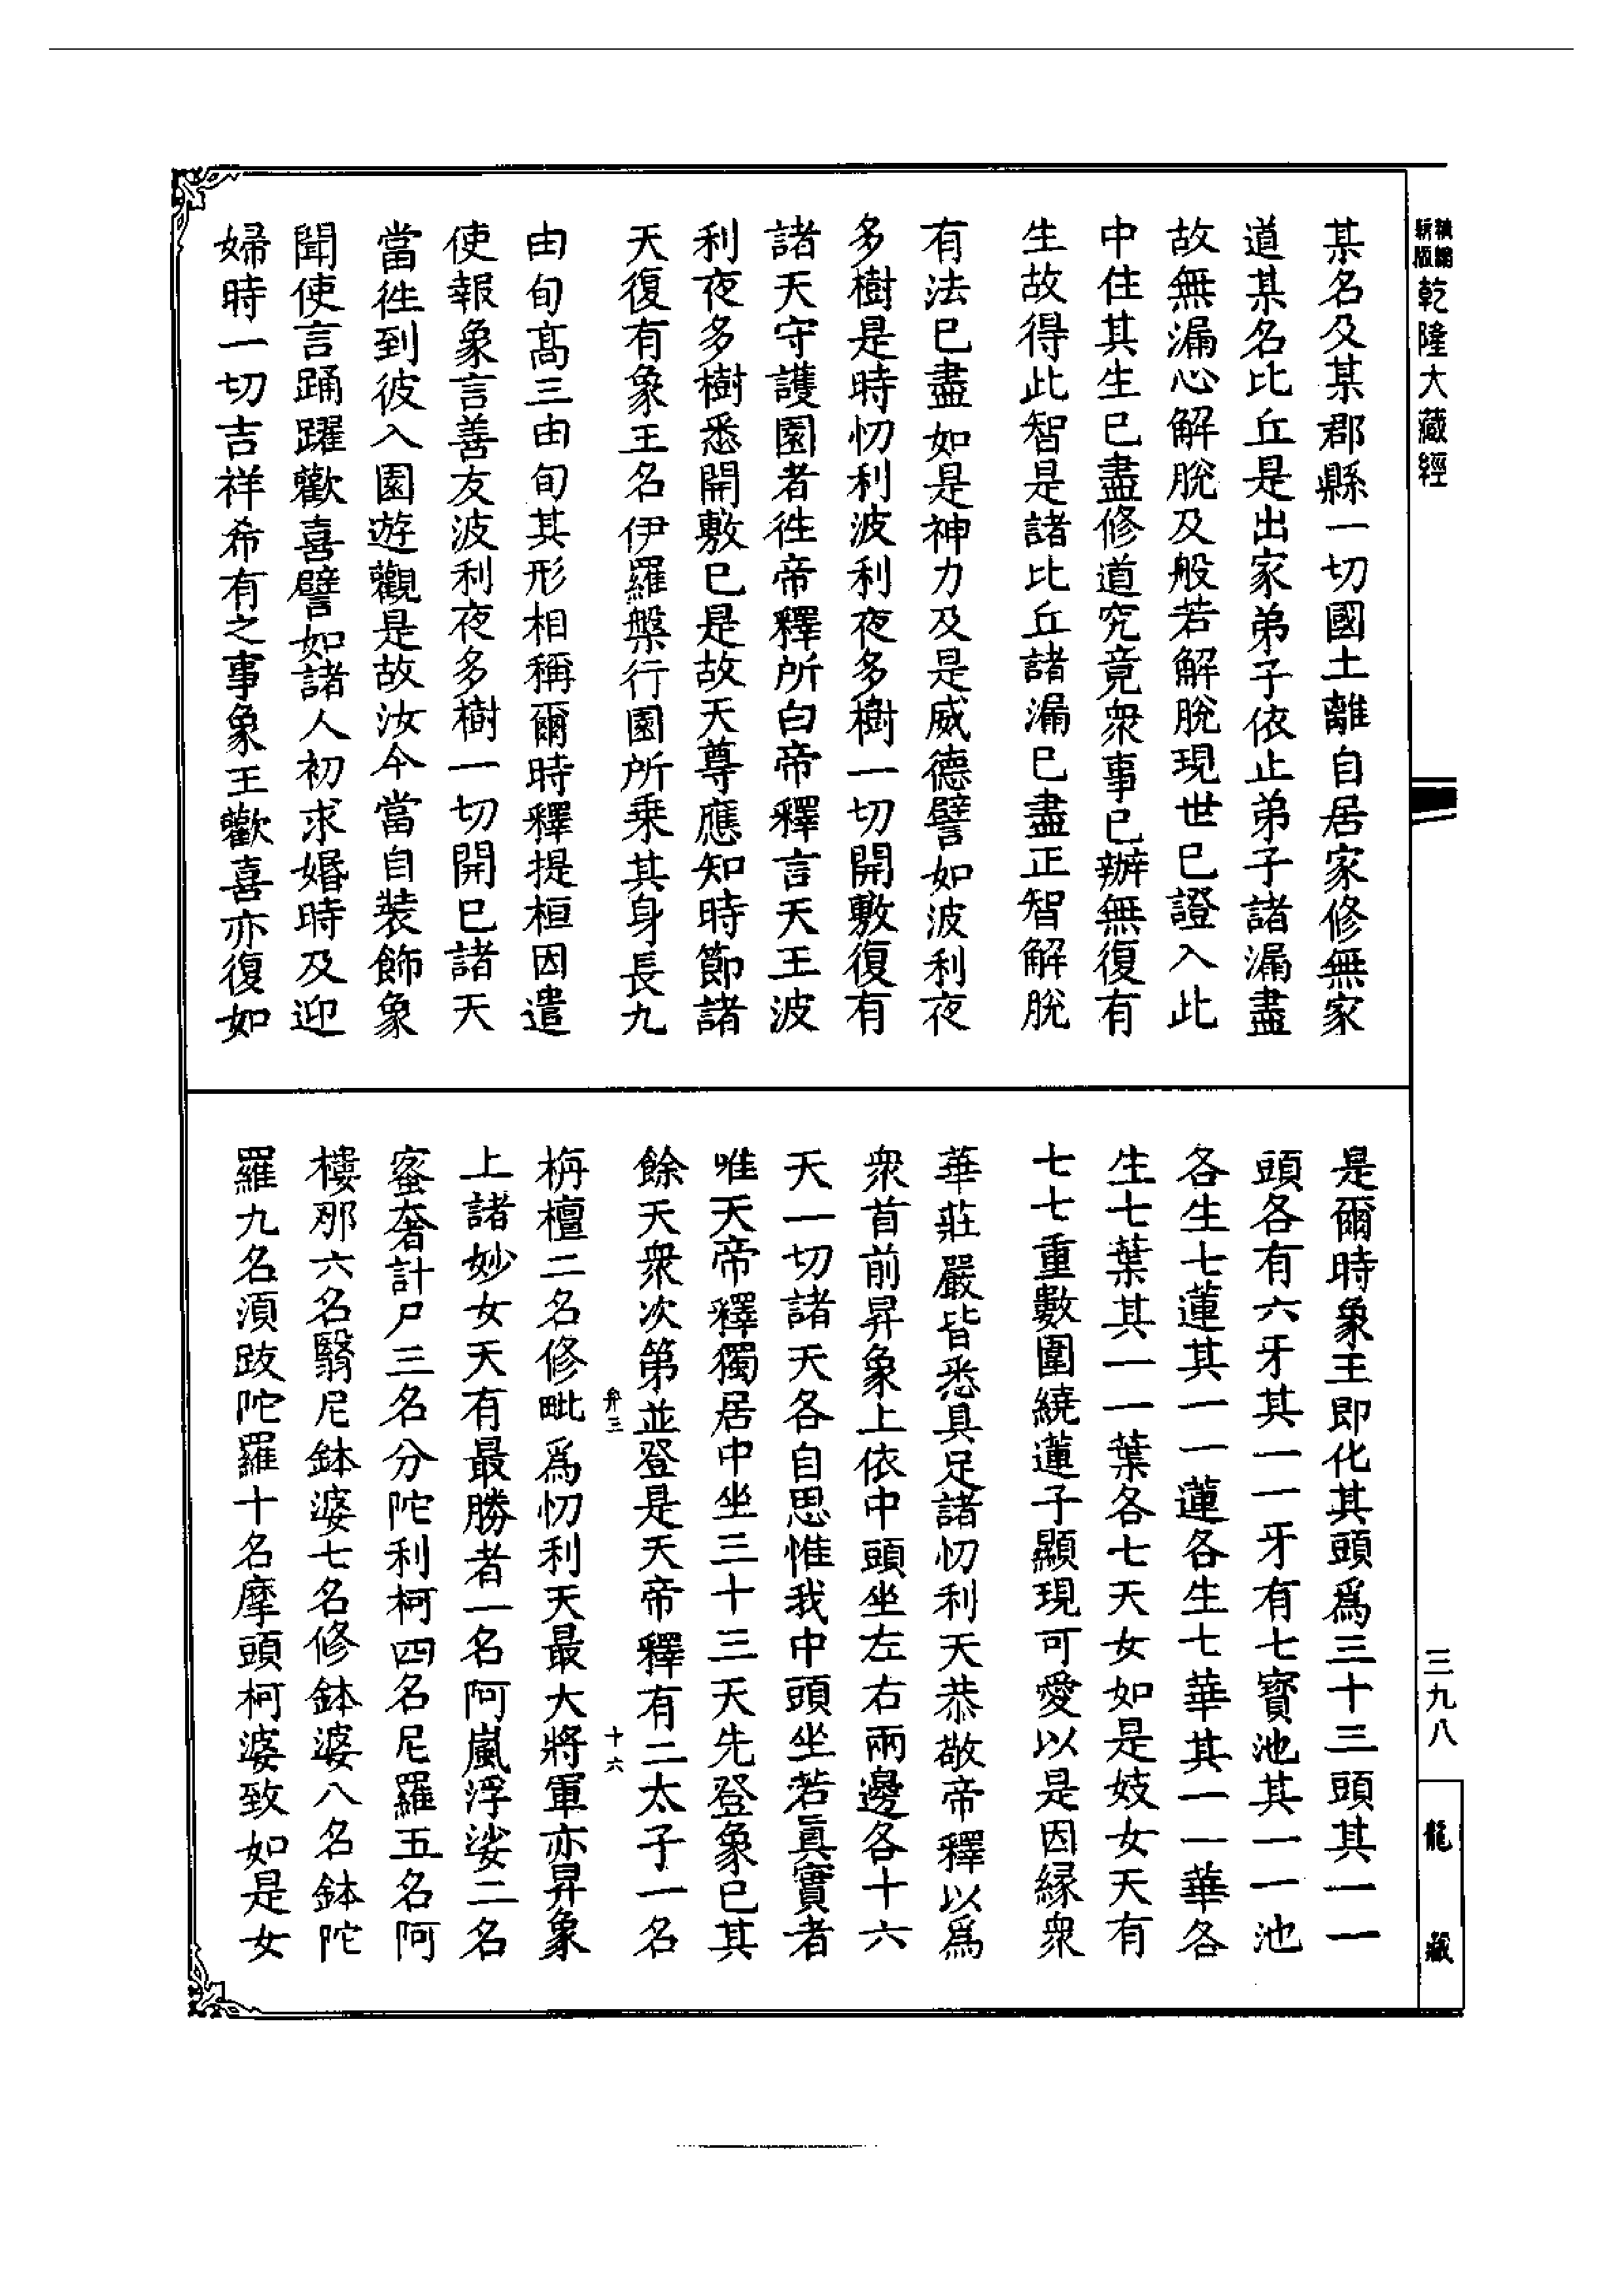 精編新版乾隆大藏經
某名及某郡縣一切國土離自居家修無家
道某名比丘是出家弟子依止弟子諸漏盡
故無漏心解脫及般若解脫現世已證入此
中住其生已盡修道究竟眾事已辦無復有
生故得此智是諸比丘諸漏已盡正智解脫
有法已盡如是神力及是威德譬如波利夜
多樹是時忉利波利夜多樹一切開敷復有
諸天守護園者徃帝釋所白帝釋言天王波
利夜多樹悉開敷已是故天尊應知時節諸
天復有象王名伊羅槃行園所乗其身長九
由旬高三由旬其形相稱爾時釋提桓因遣
使報象言善友波利夜多樹一切開已諸天
當徃到彼入園遊觀是故汝今當自裝飾象
聞使言踊躍歡喜譬如諸人初求婚時及迎
婦時一切吉祥希有之事象王歡喜亦復如
是爾時象王即化其頭爲三十三頭其一一
頭各有六牙其一一牙有七寶池其一一池
各生七蓮其一一蓮各生七華其一一華各
生七葉其一一葉各七天女如是妓女天有
七七重數圍繞蓮子顯現可愛以是因緣眾
華莊嚴皆悉具足諸忉利天恭敬帝釋以爲
眾首前昇象上依中頭坐左右兩邊各十六
天一切諸天各自思惟我中頭坐若眞實者
唯天帝釋獨居中坐三十三天先登象已其
餘天眾次第並登是天帝釋有二太子一名
弁三 十六
栴檀二名修毗爲忉利天最大將軍亦昇象
上諸妙女天有最勝者一名阿嵐浮娑二名
蜜奢計尸三名分陀利柯四名尼羅五名阿
樓那六名翳尼鉢婆七名修鉢婆八名鉢陀
羅九名湏跋陀羅十名摩頭柯婆致如是女
三九八
龍藏